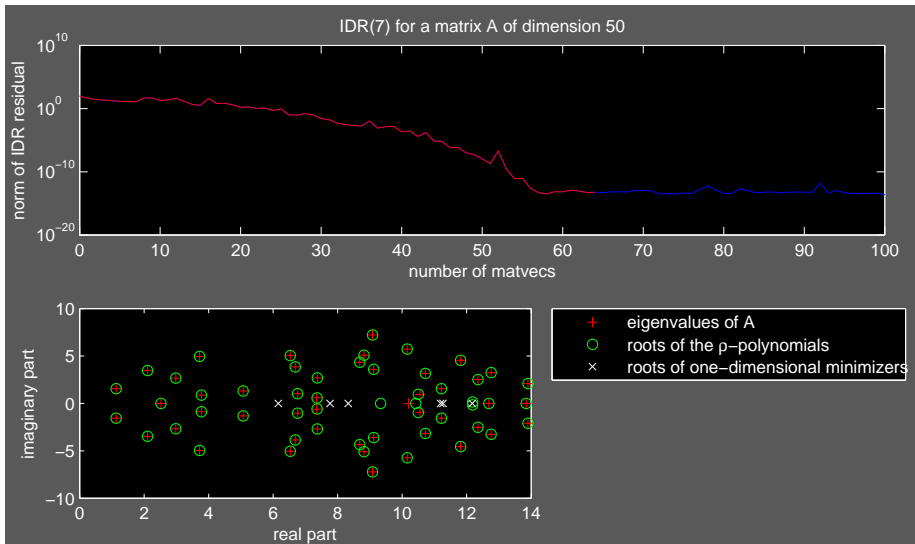 IDR(7) for a matrix A of dimension 50
norm of IDR residual
10^10
10^0
10^−10
10^−20
0 10 20 30 40 50 60 70 80 90 100
number of matvecs
imaginary part
10
5
0
−5
−10
0 2 4 6 8 10 12 14
real part
eigenvalues of A
roots of the ρ−polynomials
roots of one−dimensional minimizers